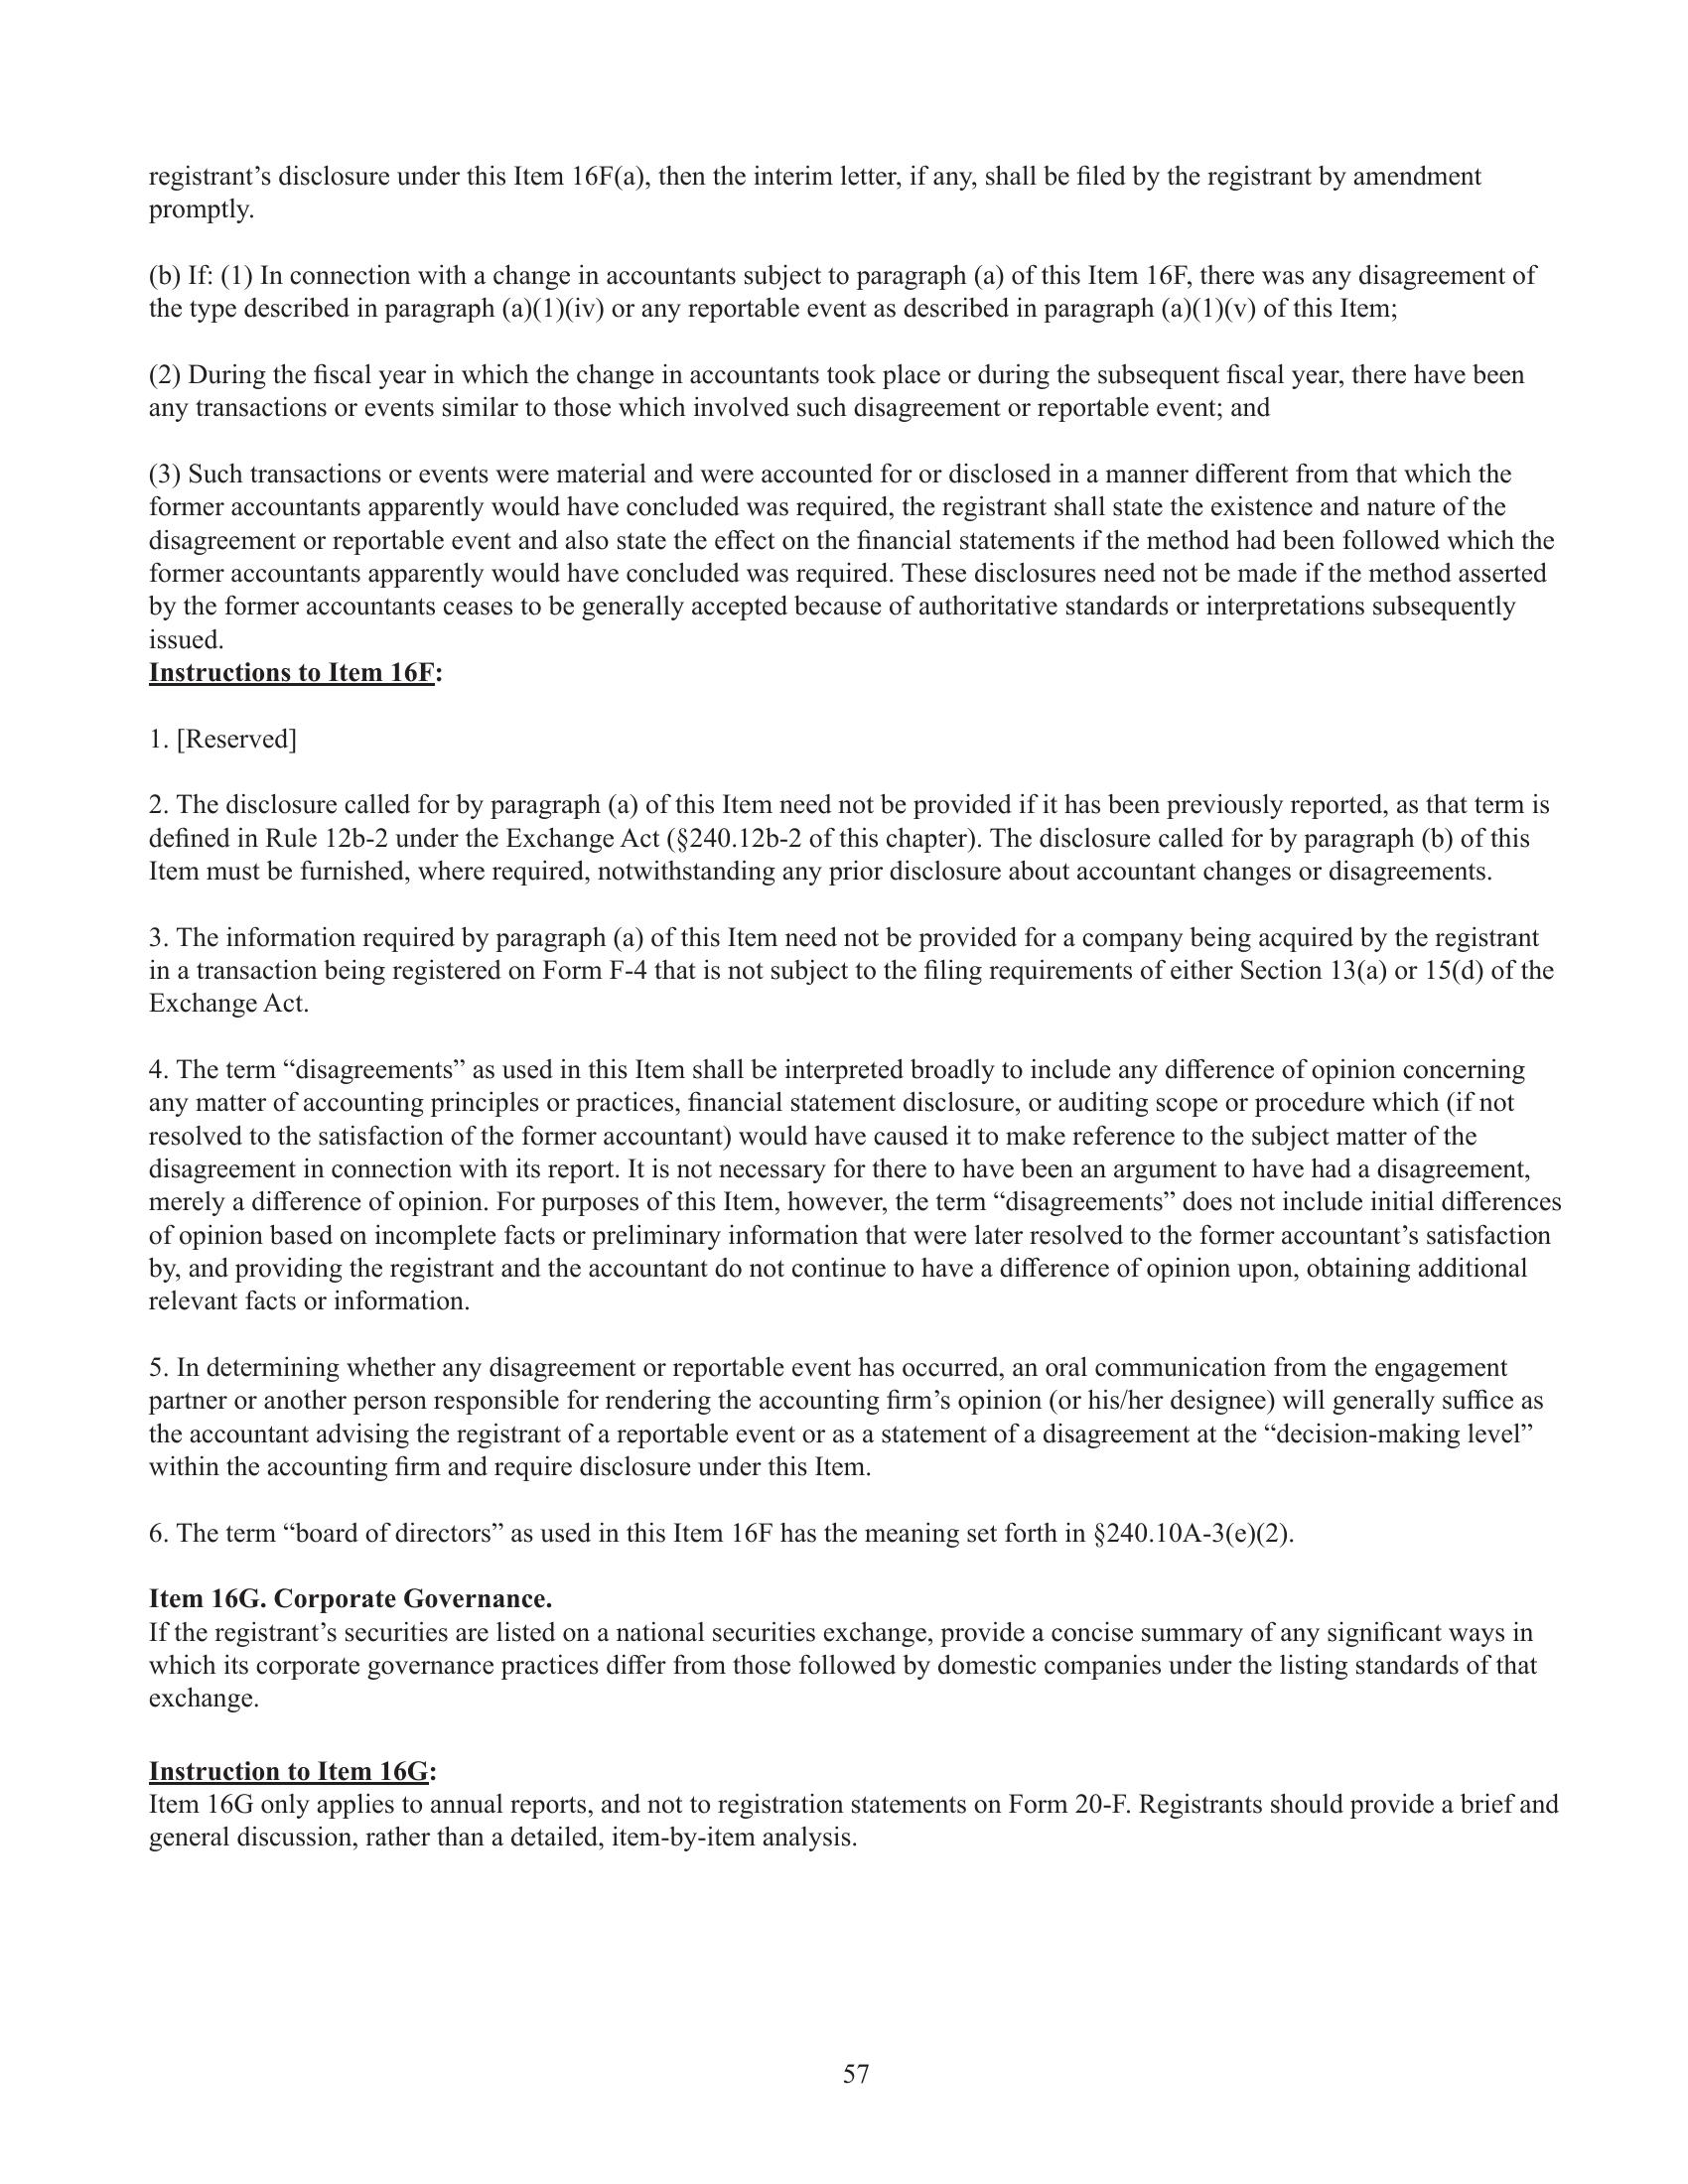 registrant’s disclosure under this Item 16F(a), then the interim letter, if any, shall be filed by the registrant by amendment
promptly.
(b) If: (1) In connection with a change in accountants subject to paragraph (a) of this Item 16F, there was any disagreement of
the type described in paragraph (a)(1)(iv) or any reportable event as described in paragraph (a)(1)(v) of this Item;
(2) During the fiscal year in which the change in accountants took place or during the subsequent fiscal year, there have been
any transactions or events similar to those which involved such disagreement or reportable event; and
(3) Such transactions or events were material and were accounted for or disclosed in a manner different from that which the
former accountants apparently would have concluded was required, the registrant shall state the existence and nature of the
disagreement or reportable event and also state the effect on the financial statements if the method had been followed which the
former accountants apparently would have concluded was required. These disclosures need not be made if the method asserted
by the former accountants ceases to be generally accepted because of authoritative standards or interpretations subsequently
issued.
Instructions to Item 16F:
1. [Reserved]
2. The disclosure called for by paragraph (a) of this Item need not be provided if it has been previously reported, as that term is
defined in Rule 12b-2 under the Exchange Act (§240.12b-2 of this chapter). The disclosure called for by paragraph (b) of this
Item must be furnished, where required, notwithstanding any prior disclosure about accountant changes or disagreements.
3. The information required by paragraph (a) of this Item need not be provided for a company being acquired by the registrant
in a transaction being registered on Form F-4 that is not subject to the filing requirements of either Section 13(a) or 15(d) of the
Exchange Act.
4. The term “disagreements” as used in this Item shall be interpreted broadly to include any difference of opinion concerning
any matter of accounting principles or practices, financial statement disclosure, or auditing scope or procedure which (if not
resolved to the satisfaction of the former accountant) would have caused it to make reference to the subject matter of the
disagreement in connection with its report. It is not necessary for there to have been an argument to have had a disagreement,
merely a difference of opinion. For purposes of this Item, however, the term “disagreements” does not include initial differences
of opinion based on incomplete facts or preliminary information that were later resolved to the former accountant’s satisfaction
by, and providing the registrant and the accountant do not continue to have a difference of opinion upon, obtaining additional
relevant facts or information.
5. In determining whether any disagreement or reportable event has occurred, an oral communication from the engagement
partner or another person responsible for rendering the accounting firm’s opinion (or his/her designee) will generally suffice as
the accountant advising the registrant of a reportable event or as a statement of a disagreement at the “decision-making level”
within the accounting firm and require disclosure under this Item.
6. The term “board of directors” as used in this Item 16F has the meaning set forth in §240.10A-3(e)(2).
Item 16G. Corporate Governance.
If the registrant’s securities are listed on a national securities exchange, provide a concise summary of any significant ways in
which its corporate governance practices differ from those followed by domestic companies under the listing standards of that
exchange.
Instruction to Item 16G:
Item 16G only applies to annual reports, and not to registration statements on Form 20-F. Registrants should provide a brief and
general discussion, rather than a detailed, item-by-item analysis.
57